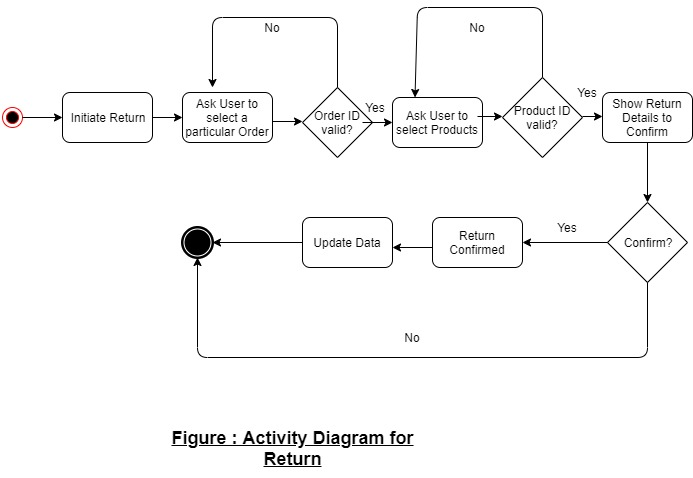 No
No
Initiate Return
Ask User to
select a
particular Order
Order ID
valid?
Yes
Ask User to
select Products
Product ID
valid?
Yes
Show Return
Details to
Confirm
Confirm?
Yes
Return
Confirmed
Update Data
No
Figure : Activity Diagram for
Return